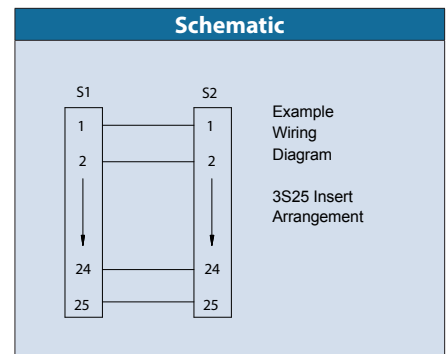 Schematic
S1
S2
1
1
2
2
24
24
25
25
Example
Wiring
Diagram
3S25 Insert
Arrangement